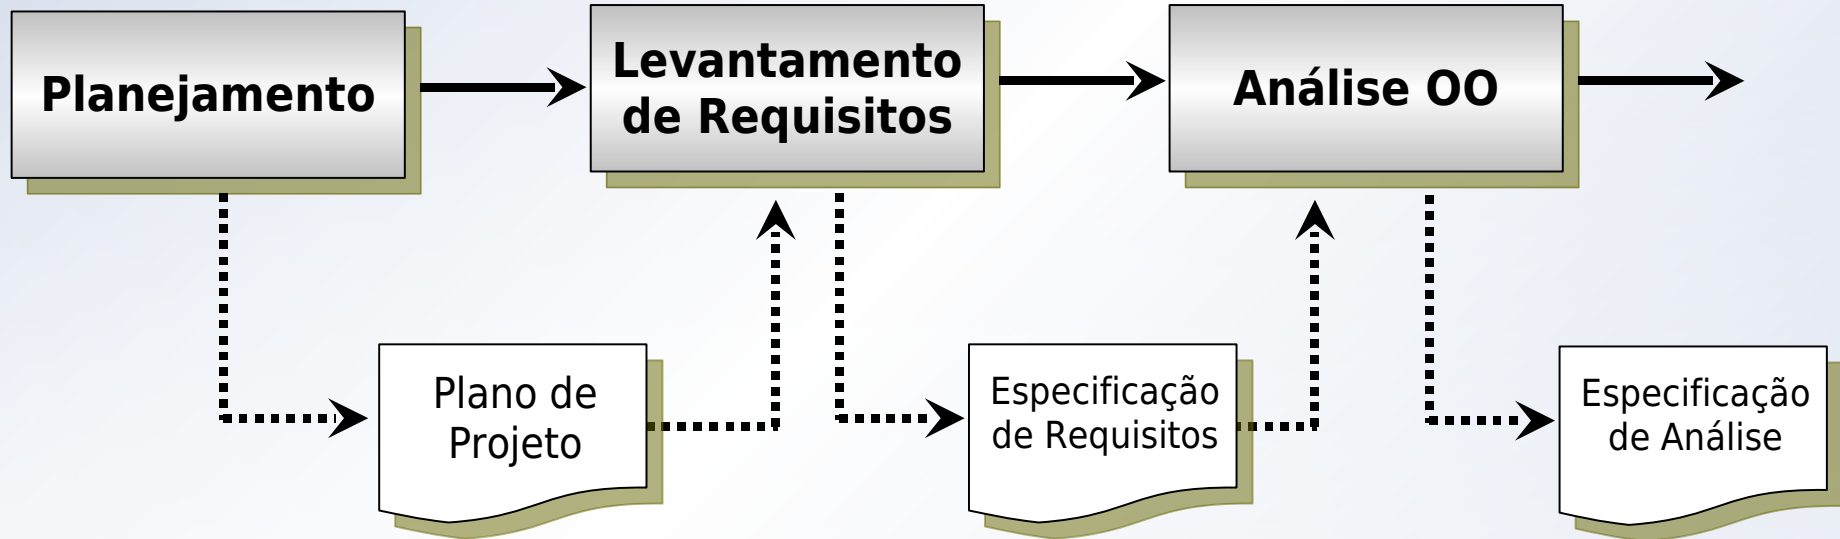 Planejamento
Levantamento
de Requisitos
Análise OO
Plano de
Projeto
Especificação
de Requisitos
Especificação
de Análise